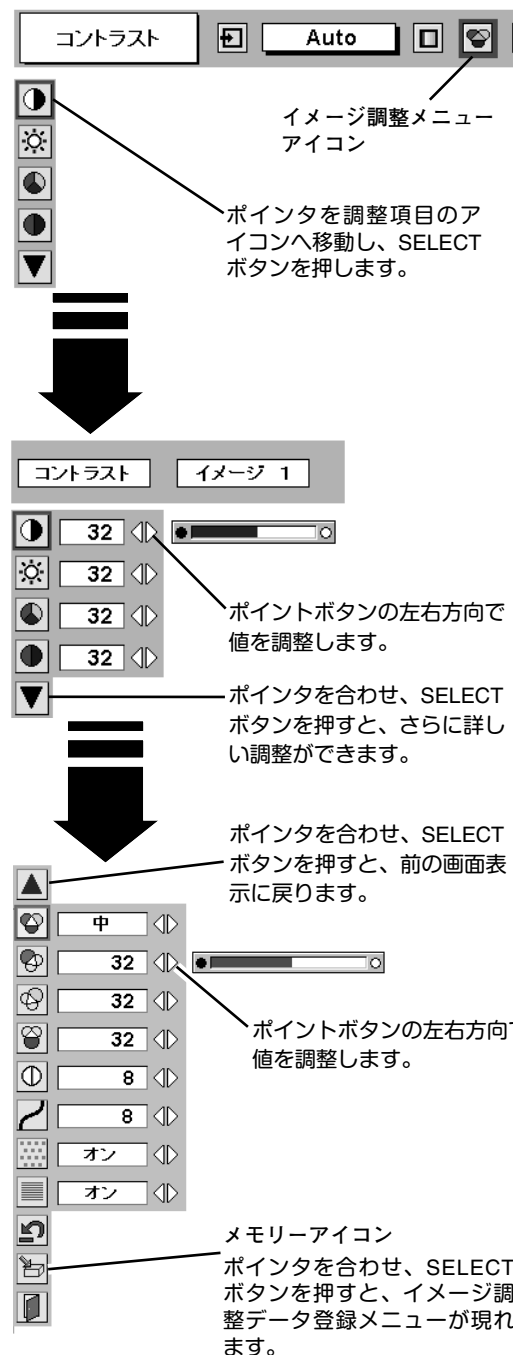 コントラスト Auto
イメージ調整メニュー
アイコン
ポインタを調整項目のア
イコンへ移動し、SELECT
ボタンを押します。
コントラスト イメージ 1
32
32
32
32
ポイントボタンの左右方向で
値を調整します。
ポインタを合わせ、SELECT
ボタンを押すと、さらに詳し
い調整ができます。
ポインタを合わせ、SELECT
ボタンを押すと、前の画面表
示に戻ります。
中
32
32
32
8
8
オン
オン
ポイントボタンの左右方向で
値を調整します。
メモリーアイコン
ポインタを合わせ、SELECT
ボタンを押すと、イメージ調
整データ登録メニューが現れ
ます。